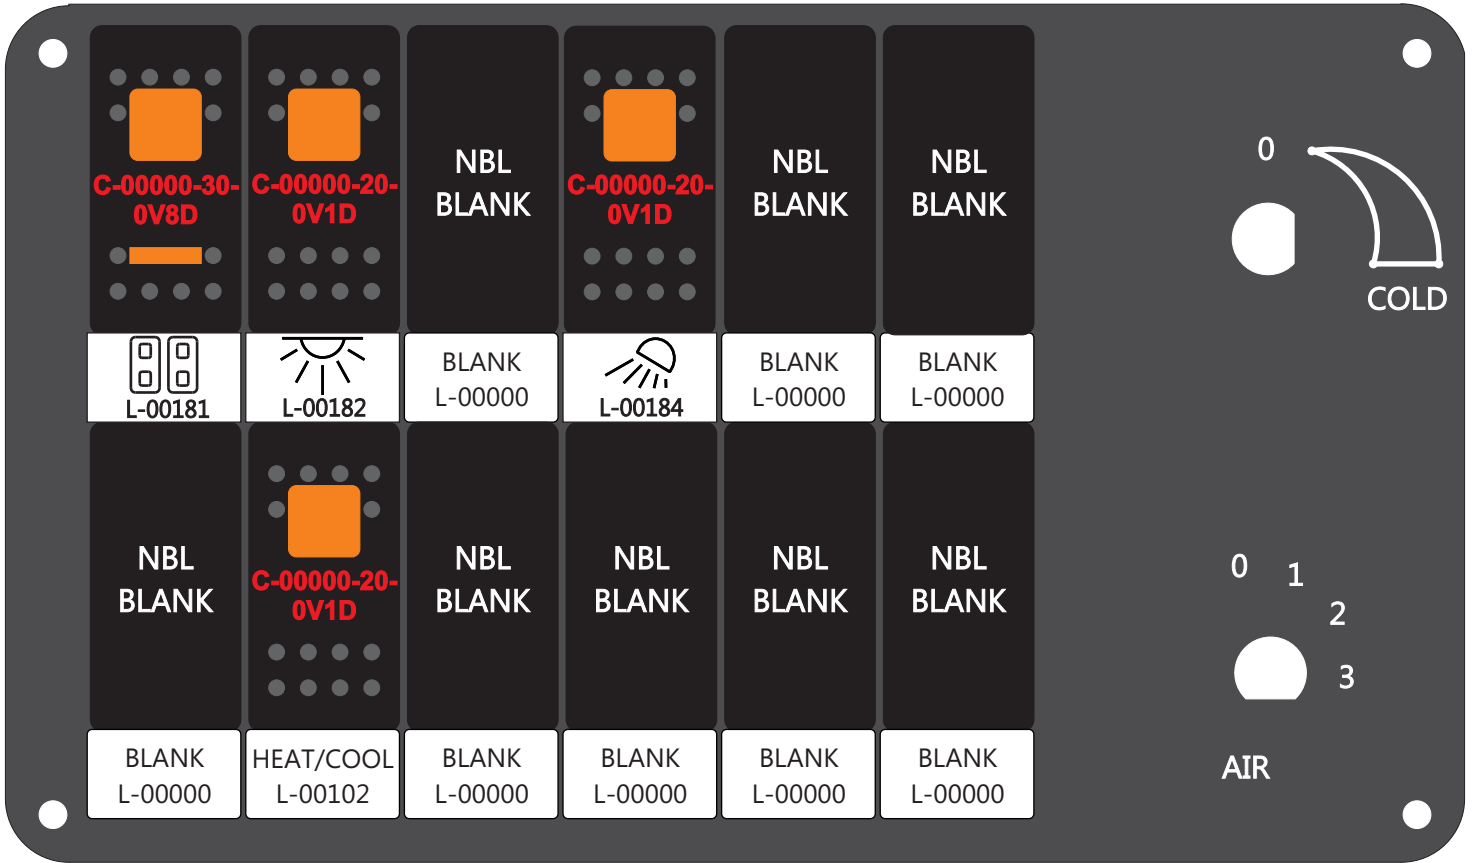 C-00000-30-
0V8D
C-00000-20-
0V1D
NBL
BLANK
C-00000-20-
0V1D
NBL
BLANK
NBL
BLANK
L-00181
L-00182
BLANK
L-00000
L-00184
BLANK
L-00000
BLANK
L-00000
NBL
BLANK
C-00000-20-
0V1D
NBL
BLANK
NBL
BLANK
NBL
BLANK
NBL
BLANK
BLANK
L-00000
HEAT/COOL
L-00102
BLANK
L-00000
BLANK
L-00000
BLANK
L-00000
BLANK
L-00000
0
COLD
0
1
2
3
AIR